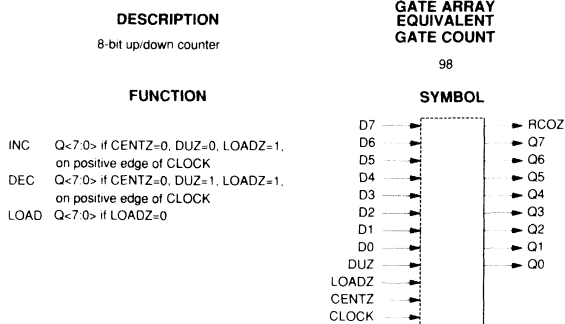 DESCRIPTION
8-bit up/down counter
GATE ARRAY
EQUIVALENT
GATE COUNT
98
FUNCTION
INC Q<7:0> if CENTZ=0, DUZ=0, LOADZ=1,
on positive edge of CLOCK
DEC Q<7:0> if CENTZ=0, DUZ=1, LOADZ=1,
on positive edge of CLOCK
LOAD Q<7:0> if LOADZ=0
SYMBOL
D7 RCOZ
D6 Q7
D5 Q6
D4 Q5
D3 Q4
D2 Q3
D1 Q2
D0 Q1
DUZ Q0
LOADZ
CENTZ
CLOCK